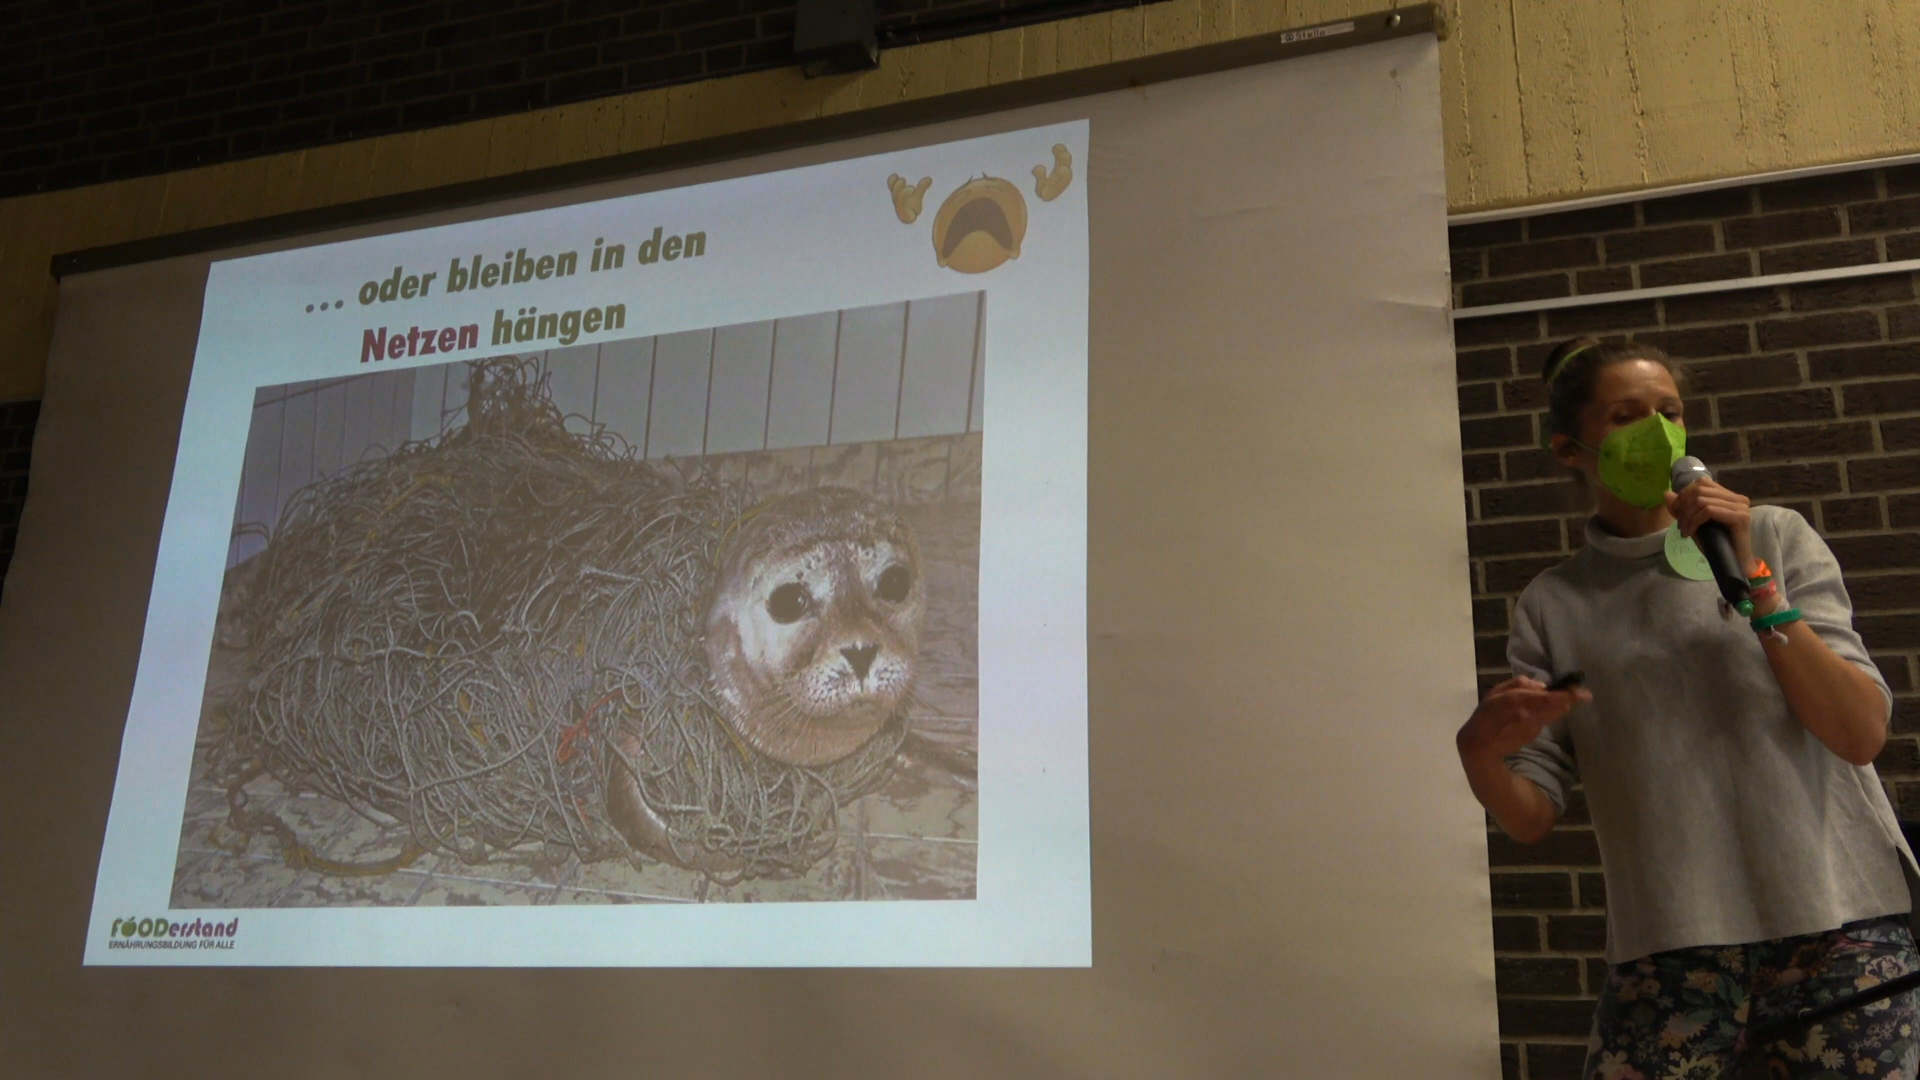 ... oder bleiben in den
Netzen hängen
FOODerstand
ERNÄHRUNGSBILDUNG FÜR ALLE